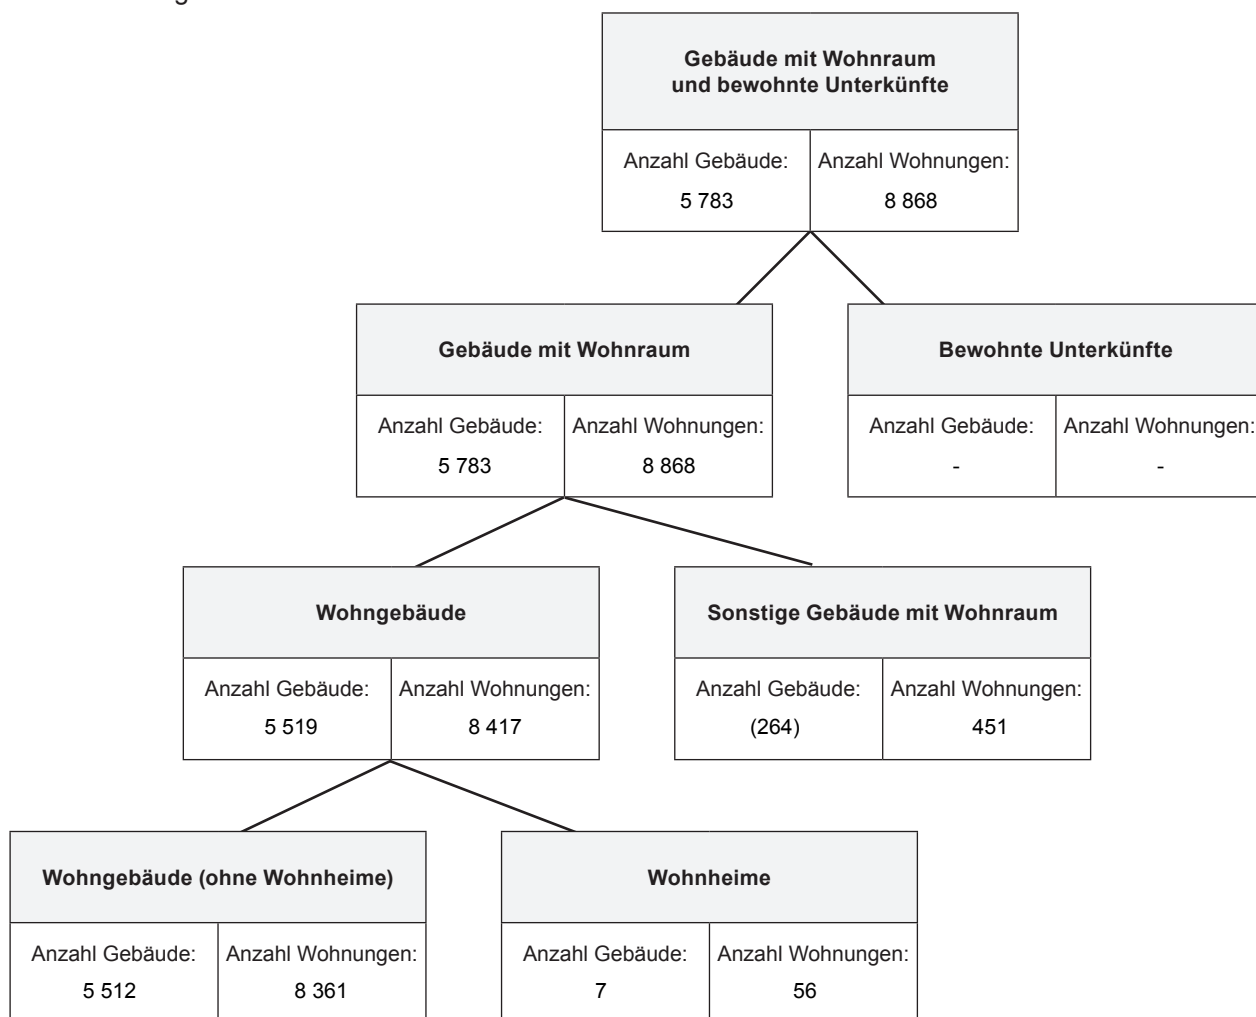 Gebäude mit Wohnraum
und bewohnte Unterkünfte
Anzahl Gebäude: Anzahl Wohnungen:
5 783 8 868
Gebäude mit Wohnraum
Anzahl Gebäude: Anzahl Wohnungen:
5 783 8 868
Bewohnte Unterkünfte
Anzahl Gebäude: Anzahl Wohnungen:
- -
Wohngebäude
Anzahl Gebäude: Anzahl Wohnungen:
5 519 8 417
Sonstige Gebäude mit Wohnraum
Anzahl Gebäude: Anzahl Wohnungen:
(264) 451
Wohngebäude (ohne Wohnheime)
Anzahl Gebäude: Anzahl Wohnungen:
5 512 8 361
Wohnheime
Anzahl Gebäude: Anzahl Wohnungen:
7 56